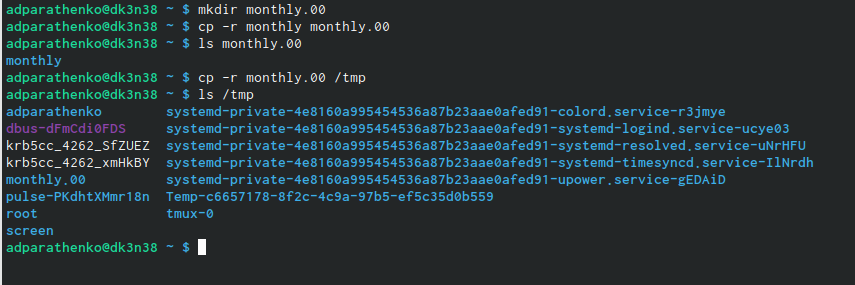 adparathenko@dk3n38 ~ $ mkdir monthly.00
adparathenko@dk3n38 ~ $ cp -r monthly monthly.00
adparathenko@dk3n38 ~ $ ls monthly.00
monthly
adparathenko@dk3n38 ~ $ cp -r monthly.00 /tmp
adparathenko@dk3n38 ~ $ ls /tmp
adparathenko systemd-private-4e8160a995454536a87b23aae0afed91-colord.service-r3jmye
dbus-dFmCdi0FDS systemd-private-4e8160a995454536a87b23aae0afed91-systemd-logind.service-ucye03
krb5cc_4262_SfZUEZ systemd-private-4e8160a995454536a87b23aae0afed91-systemd-resolved.service-uNrHFU
krb5cc_4262_xmHkBY systemd-private-4e8160a995454536a87b23aae0afed91-systemd-timesyncd.service-IlNrdh
monthly.00 systemd-private-4e8160a995454536a87b23aae0afed91-upower.service-gEDAiD
pulse-PKdhtXMmr18n Temp-c6657178-8f2c-4c9a-97b5-ef5c35d0b559
root tmux-0
screen
adparathenko@dk3n38 ~ $